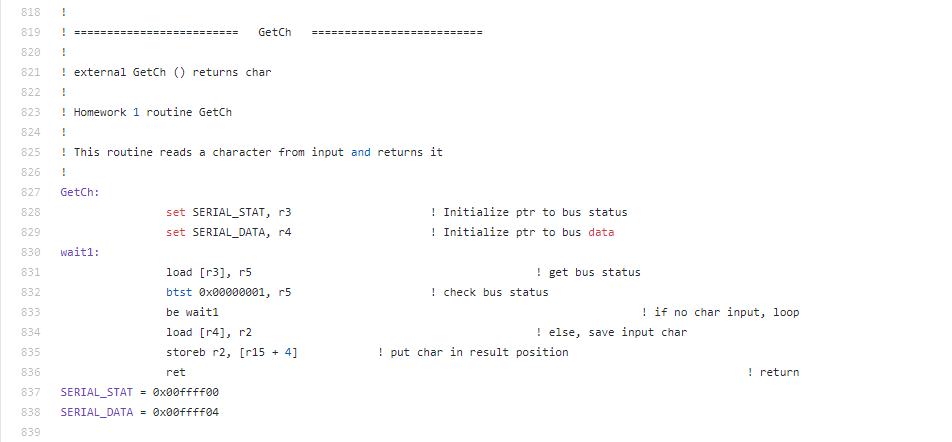 818 !
819 ! ========================= GetCh ==========================
820 !
821 ! external GetCh () returns char
822 !
823 ! Homework 1 routine GetCh
824 !
825 ! This routine reads a character from input and returns it
826 !
827 GetCh:
828 set SERIAL_STAT, r3 ! Initialize ptr to bus status
829 set SERIAL_DATA, r4 ! Initialize ptr to bus data
830 wait1:
831 load [r3], r5 ! get bus status
832 btst 0x00000001, r5 ! check bus status
833 be wait1 ! if no char input, loop
834 load [r4], r2 ! else, save input char
835 storeb r2, [r15 + 4] ! put char in result position
836 ret ! return
837 SERIAL_STAT = 0x00ffff00
838 SERIAL_DATA = 0x00ffff04
839